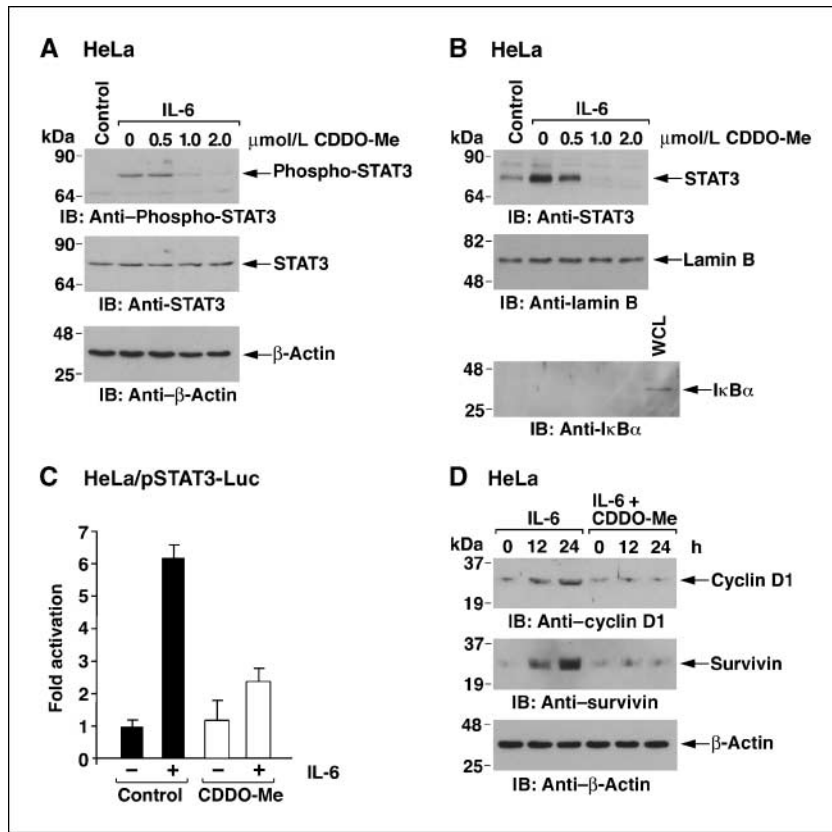 A HeLa
Control
IL-6
kDa 0 0.5 1.0 2.0 μmol/L CDDO-Me
90
Phospho-STAT3
64
IB: Anti–Phospho-STAT3
90
STAT3
64
IB: Anti-STAT3
48
β-Actin
25
IB: Anti–β-Actin
B HeLa
Control
IL-6
kDa 0 0.5 1.0 2.0 μmol/L CDDO-Me
90
STAT3
64
IB: Anti-STAT3
82
Lamin B
48
IB: Anti-lamin B
WCL
48
IκBα
25
IB: Anti-IκBα
C HeLa/pSTAT3-Luc
Fold activation
7
6
5
4
3
2
1
0
− + − + IL-6
Control CDDO-Me
D HeLa
IL-6 +
IL-6 CDDO-Me
kDa 0 12 24 0 12 24 h
37
Cyclin D1
19
IB: Anti–cyclin D1
37
Survivin
19
IB: Anti–survivin
48
β-Actin
25
IB: Anti–β-Actin